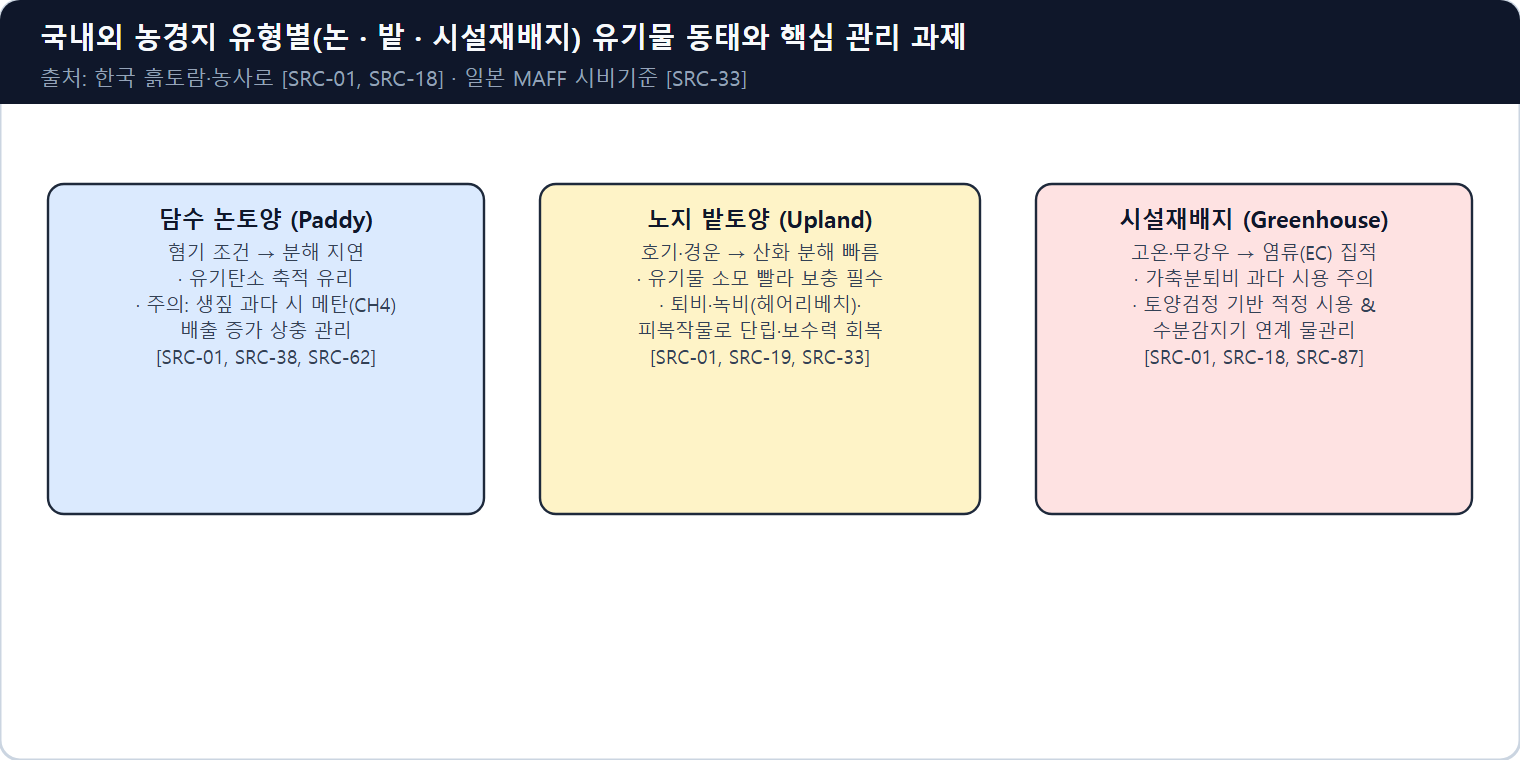 국내외 농경지 유형별(논 · 밭 · 시설재배지) 유기물 동태와 핵심 관리 과제
출처: 한국 흙토람·농사로 [SRC-01, SRC-18] · 일본 MAFF 시비기준 [SRC-33]
담수 논토양 (Paddy)
혐기 조건 → 분해 지연
· 유기탄소 축적 유리
· 주의: 생짚 과다 시 메탄(CH4)
배출 증가 상충 관리
[SRC-01, SRC-38, SRC-62]
노지 밭토양 (Upland)
호기·경운 → 산화 분해 빠름
· 유기물 소모 빨라 보충 필수
· 퇴비·녹비(헤어리베치)·
피복작물로 단립·보수력 회복
[SRC-01, SRC-19, SRC-33]
시설재배지 (Greenhouse)
고온·무강우 → 염류(EC) 집적
· 가축분퇴비 과다 시용 주의
· 토양검정 기반 적정 시용 &
수분감지기 연계 물관리
[SRC-01, SRC-18, SRC-87]